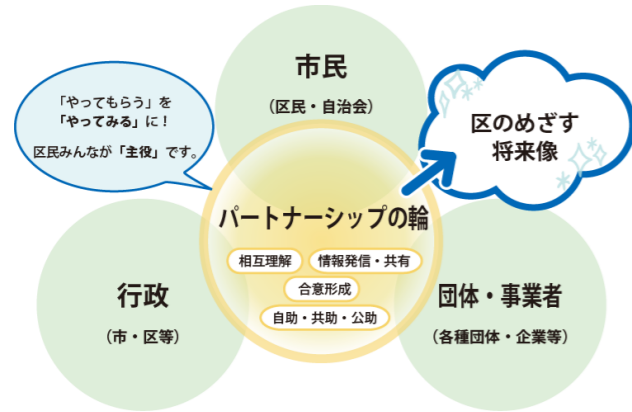 市民
（区民・自治会）
「やってもらう」を
「やってみる」に！
区民みんなが「主役」です。
区のめざす
将来像
パートナーシップの輪
相互理解
情報発信・共有
合意形成
自助・共助・公助
行政
（市・区等）
団体・事業者
（各種団体・企業等）